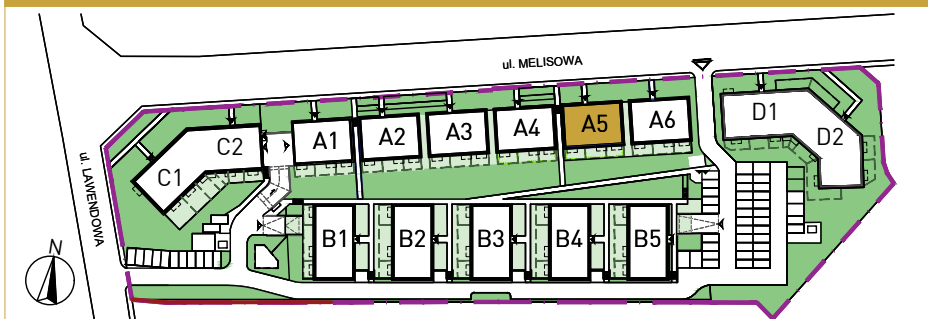 ul. MELISOWA
ul. LAWENDOWA
C1
C2
A1
A2
A3
A4
A5
A6
D1
D2
B1
B2
B3
B4
B5
N